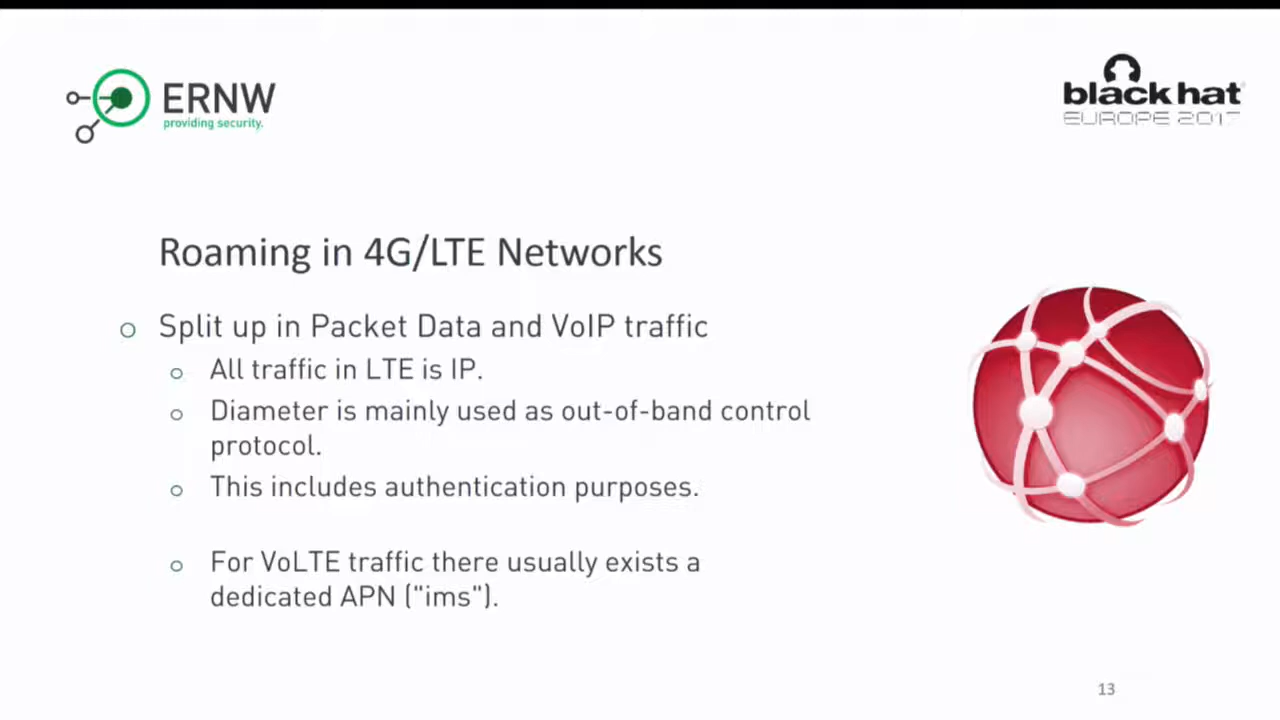 ERNW
providing security.
black hat
EUROPE 2017
Roaming in 4G/LTE Networks
Split up in Packet Data and VoIP traffic
All traffic in LTE is IP.
Diameter is mainly used as out-of-band control
protocol.
This includes authentication purposes.
For VoLTE traffic there usually exists a
dedicated APN ("ims").
13